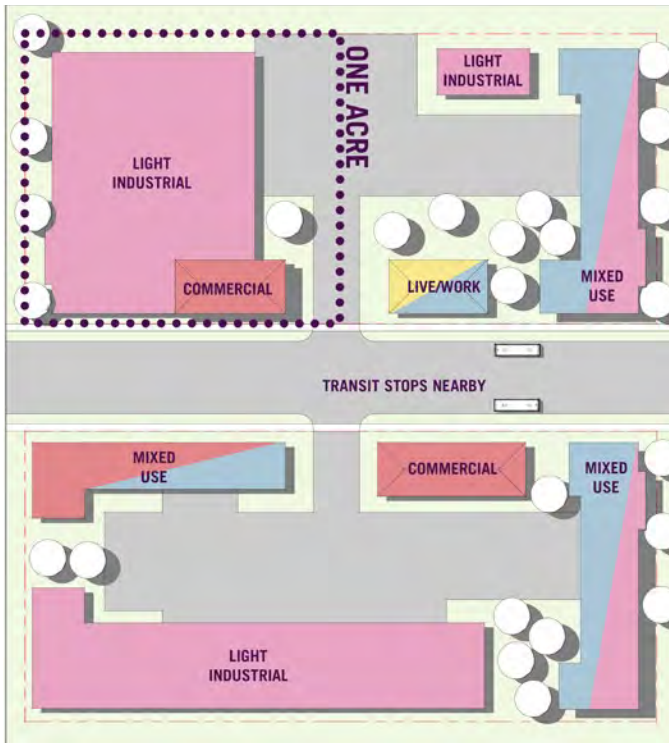 ONE ACRE
LIGHT
INDUSTRIAL
LIGHT
INDUSTRIAL
COMMERCIAL
LIVE/WORK
MIXED
USE
TRANSIT STOPS NEARBY
MIXED
USE
COMMERCIAL
MIXED
USE
LIGHT
INDUSTRIAL